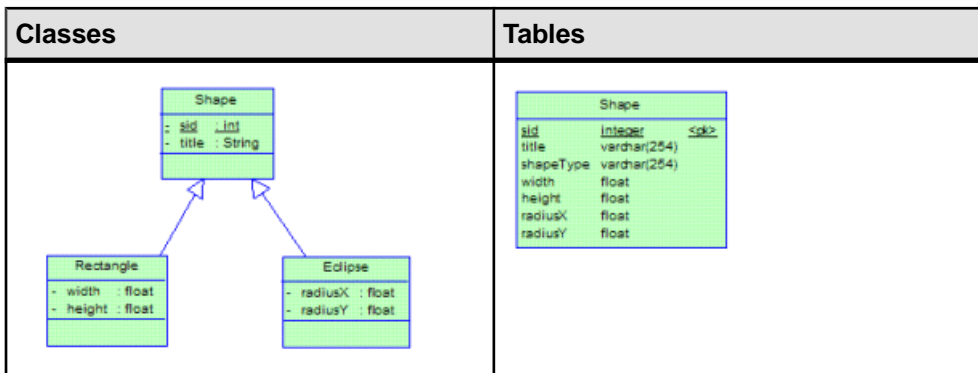 Classes Tables
Shape
- sid : int
- title : String
Rectangle
- width : float
- height : float
Eclipse
- radiusX : float
- radiusY : float
Shape
sid integer <pk>
title varchar(254)
shapeType varchar(254)
width float
height float
radiusX float
radiusY float